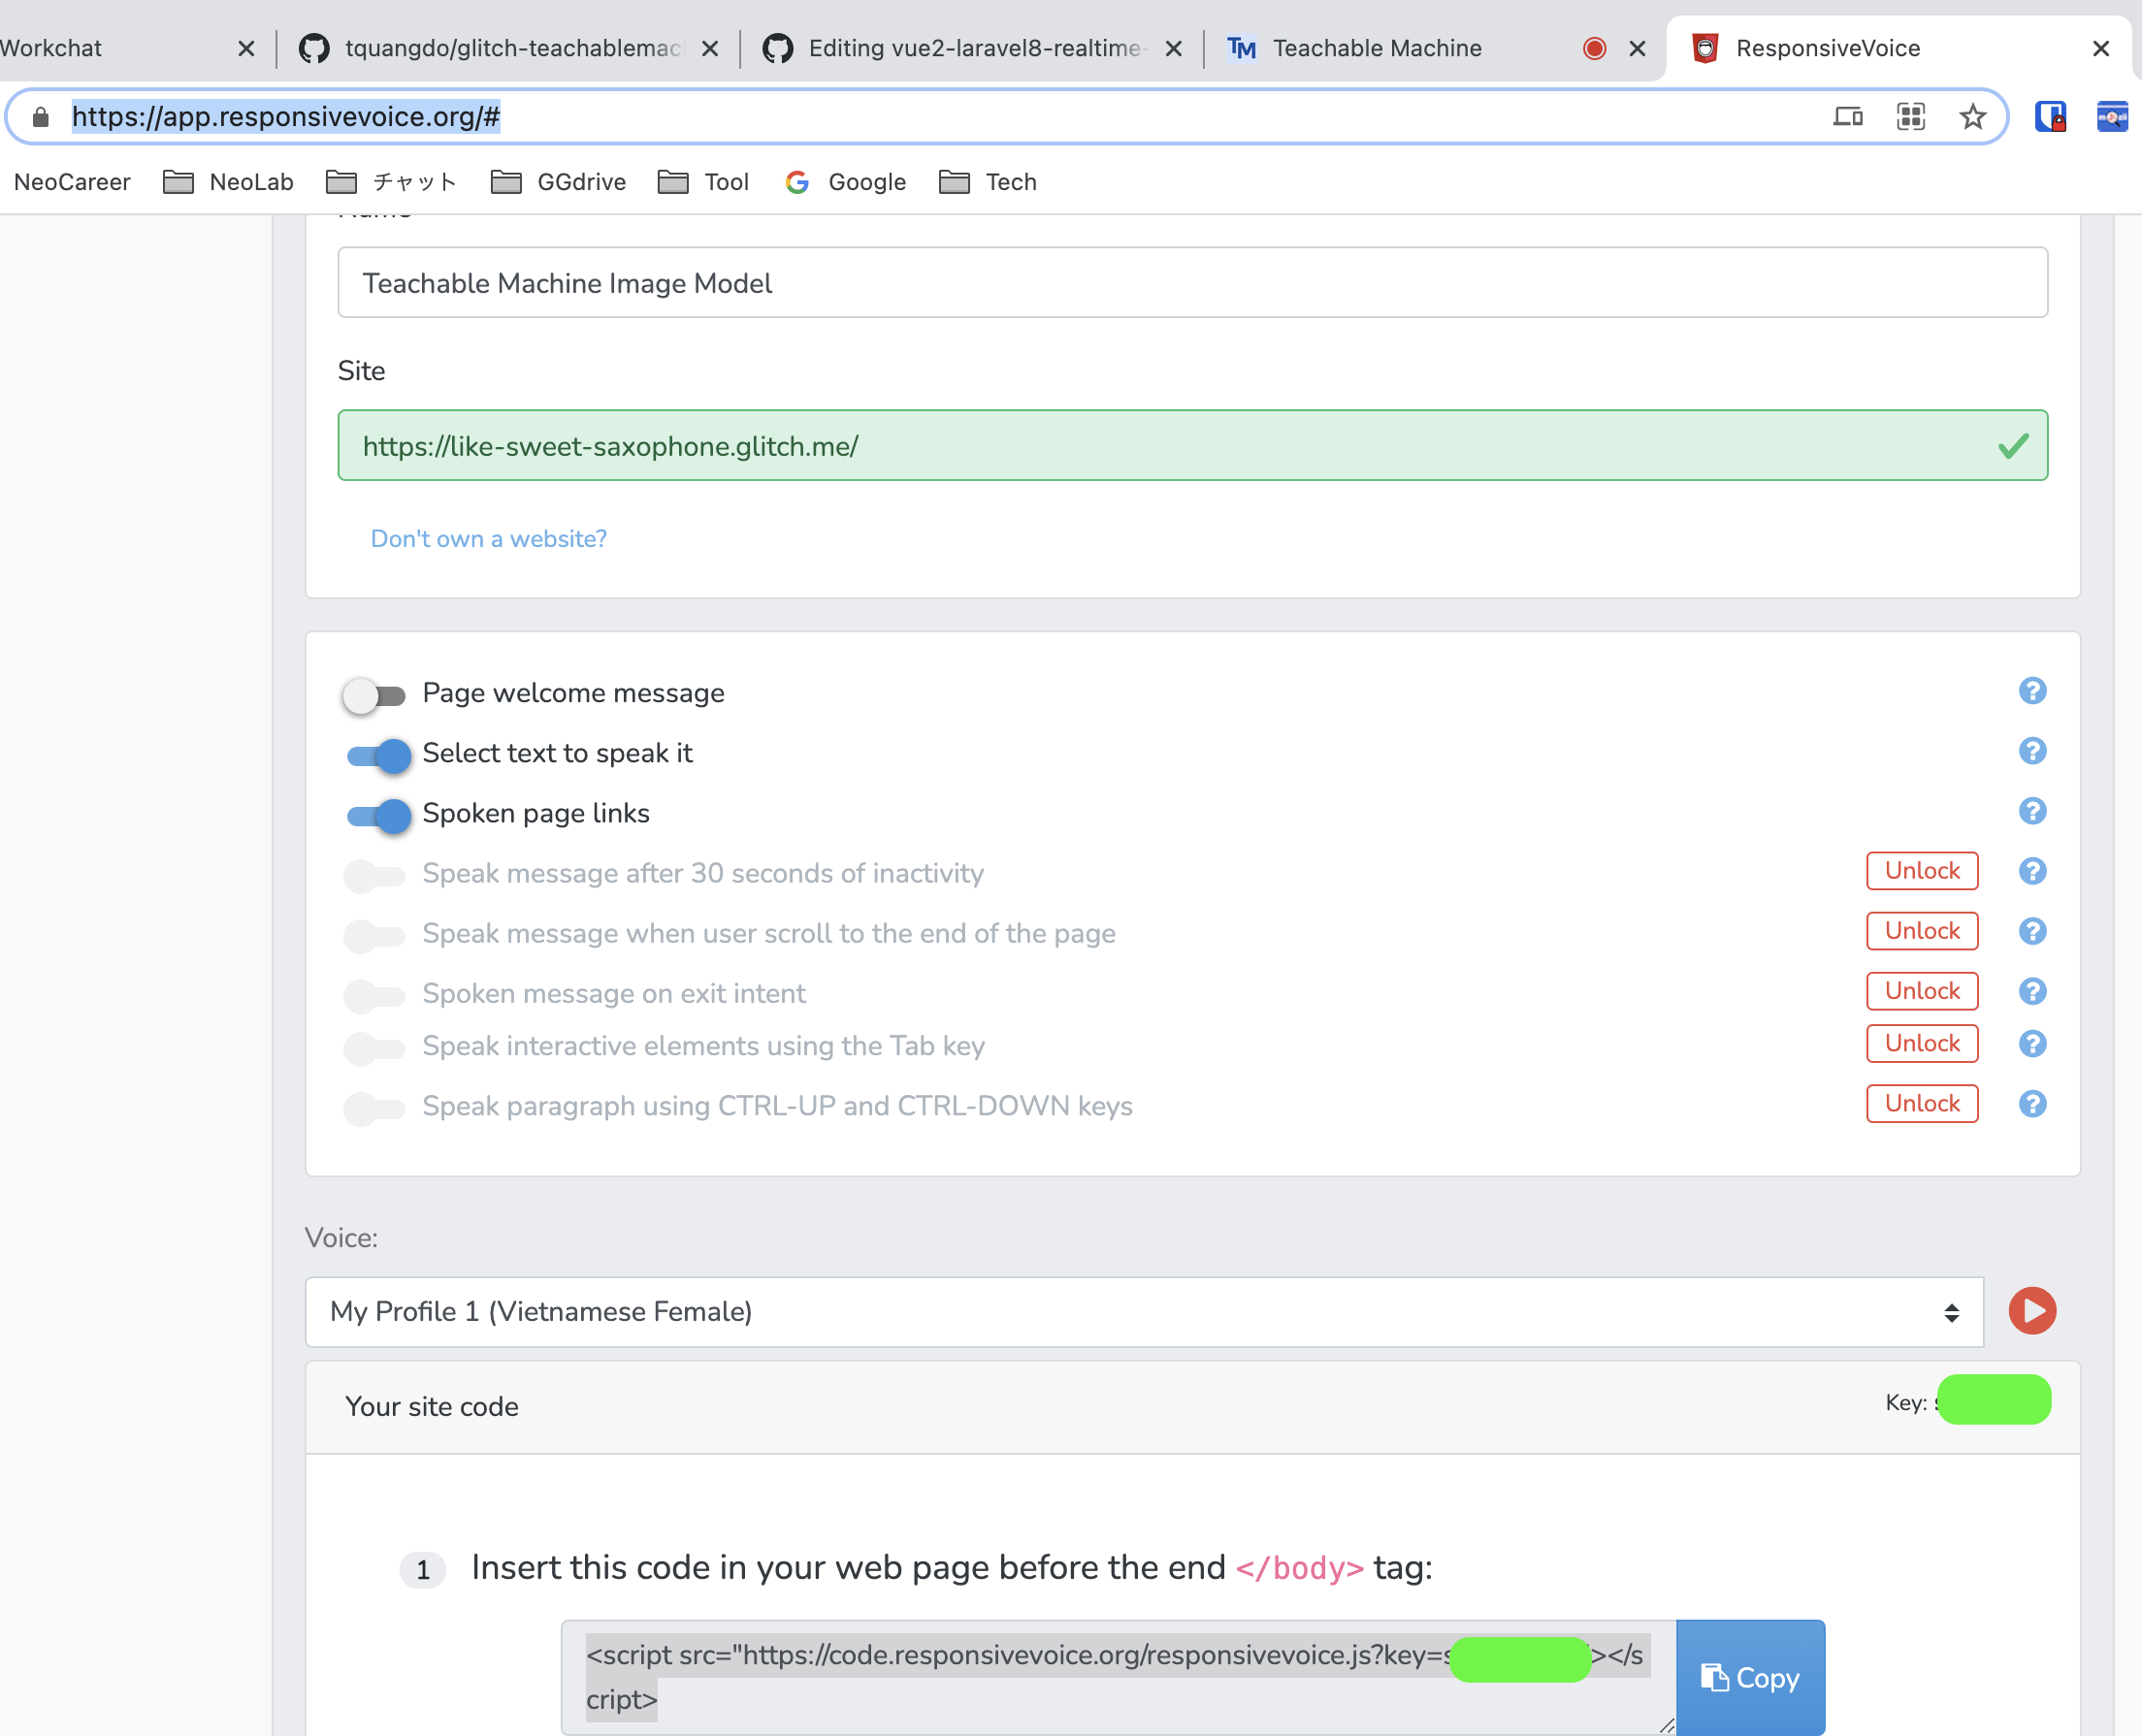 Workchat
tquangdo/glitch-teachablemac
Editing vue2-laravel8-realtime-
TM Teachable Machine
ResponsiveVoice
https://app.responsivevoice.org/#
NeoCareer NeoLab チャット GGdrive Tool Google Tech
Name
Teachable Machine Image Model
Site
https://like-sweet-saxophone.glitch.me/
Don't own a website?
Page welcome message ?
Select text to speak it ?
Spoken page links ?
Speak message after 30 seconds of inactivity Unlock ?
Speak message when user scroll to the end of the page Unlock ?
Spoken message on exit intent Unlock ?
Speak interactive elements using the Tab key Unlock ?
Speak paragraph using CTRL-UP and CTRL-DOWN keys Unlock ?
Voice:
My Profile 1 (Vietnamese Female)
Your site code Key:
1 Insert this code in your web page before the end </body> tag:
<script src="https://code.responsivevoice.org/responsivevoice.js?key=s ></s
cript>
Copy